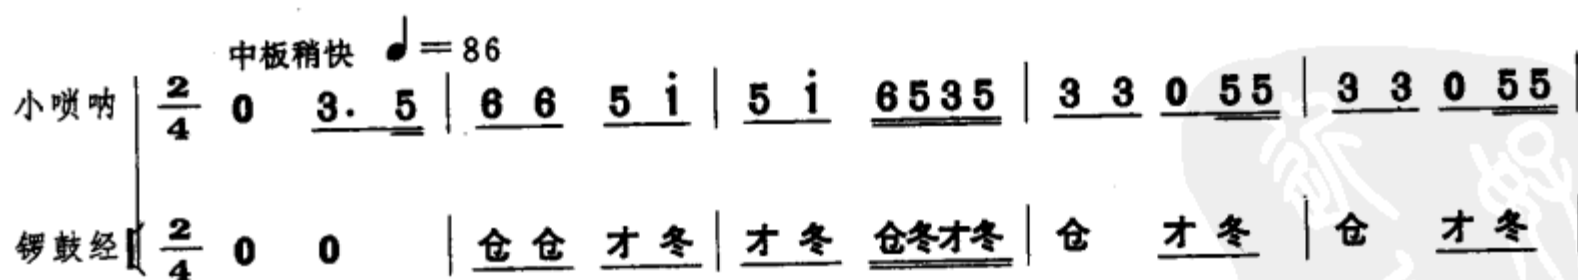 中板稍快 ♩= 86
小唢呐 2/4 0 3. 5 | 6 6 5 i̇ | 5 i̇ 6535 | 3 3 0 55 | 3 3 0 55 |
锣鼓经 2/4 0 0 | 仓 仓 才 冬 | 才 冬 仓冬才冬 | 仓 才 冬 | 仓 才 冬